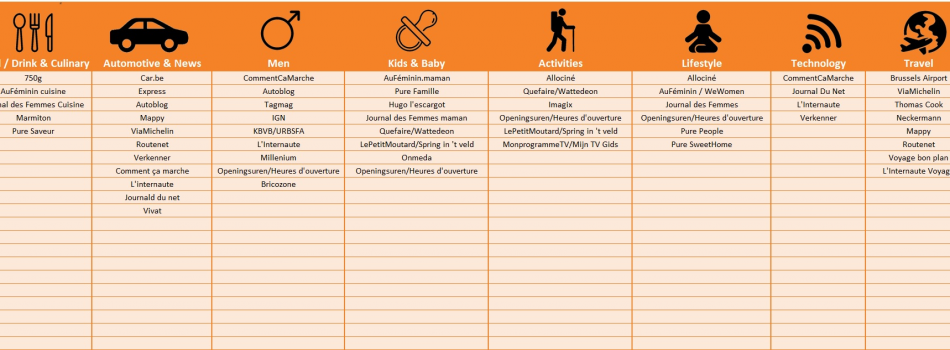 / Drink & Culinary Automotive & News Men Kids & Baby Activities Lifestyle Technology Travel
750g Car.be CommentCaMarche AuFéminin.maman Allociné Allociné CommentCaMarche Brussels Airport
AuFéminin cuisine Express Autoblog Pure Famille Quefaire/Wattedeon AuFéminin / WeWomen Journal Du Net ViaMichelin
nal des Femmes Cuisine Autoblog Tagmag Hugo l'escargot Imagix Journal des Femmes L'Internaute Thomas Cook
Marmiton Mappy IGN Journal des Femmes maman Openingsuren/Heures d'ouverture Openingsuren/Heures d'ouverture Verkenner Neckermann
Pure Saveur ViaMichelin KBVB/URBSFA Quefaire/Wattedeon LePetitMoutard/Spring in 't veld Pure People Mappy
Routenet L'Internaute LePetitMoutard/Spring in 't veld MonprogrammeTV/Mijn TV Gids Pure SweetHome Routenet
Verkenner Millenium Onmeda Voyage bon plan
Comment ça marche Openingsuren/Heures d'ouverture Openingsuren/Heures d'ouverture L'Internaute Voyag
L'internaute Bricozone
Journald du net
Vivat